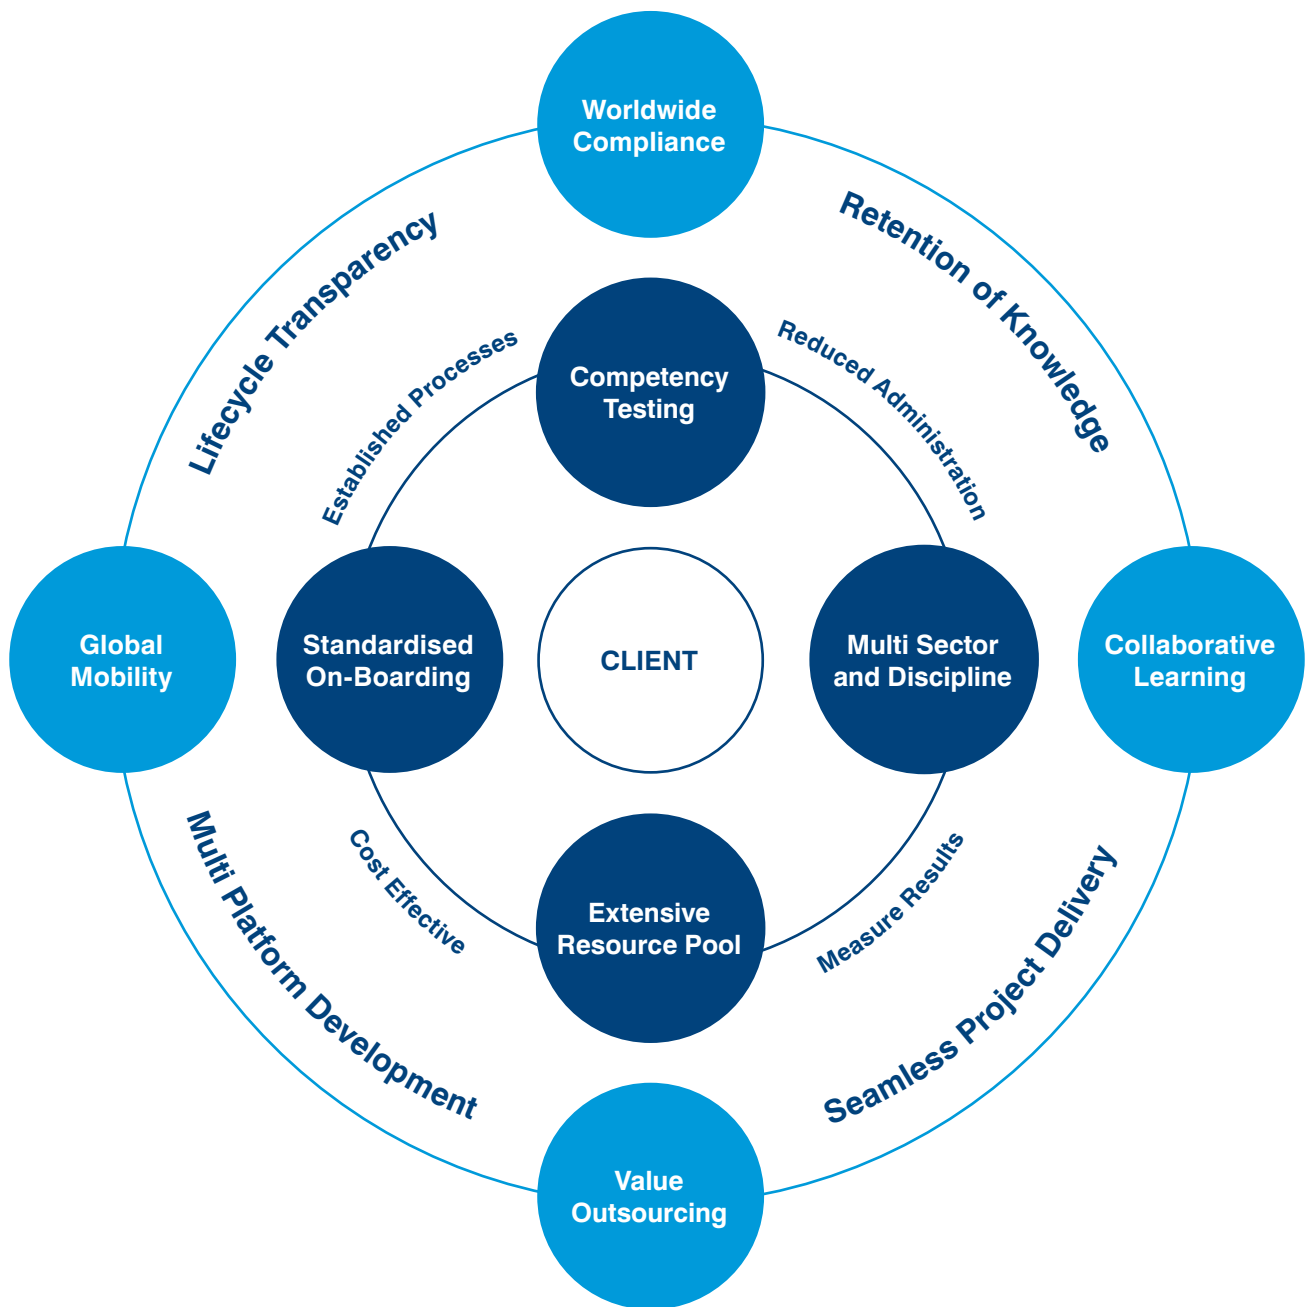 Worldwide
Compliance
Lifecycle Transparency
Retention of Knowledge
Established Processes
Reduced Administration
Competency
Testing
Global
Mobility
Standardised
On-Boarding
CLIENT
Multi Sector
and Discipline
Collaborative
Learning
Multi Platform Development
Cost Effective
Measure Results
Seamless Project Delivery
Extensive
Resource Pool
Value
Outsourcing